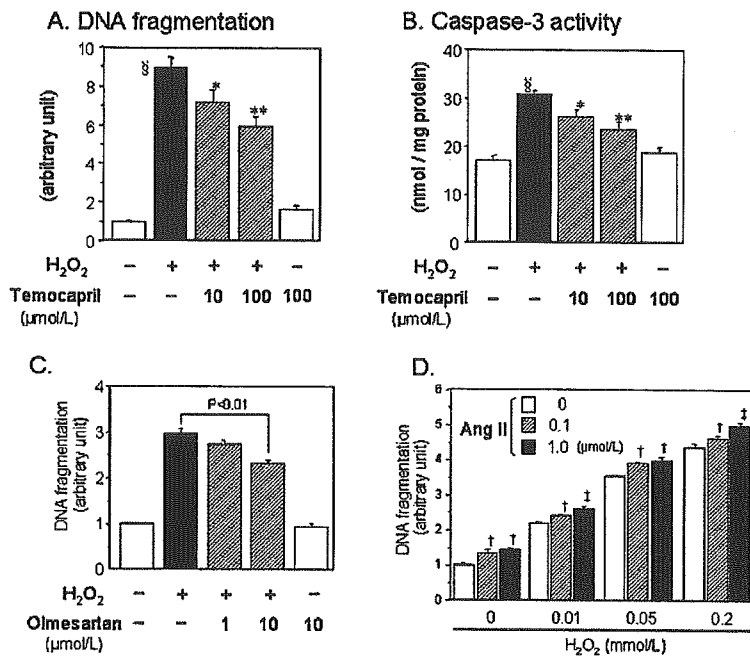 A. DNA fragmentation
(arbitrary unit)
10
8
6
4
2
0
§
*
**
H₂O₂ – + + + –
Temocapril – – 10 100 100
(μmol/L)
B. Caspase-3 activity
(nmol / mg protein)
40
30
20
10
0
§
*
**
H₂O₂ – + + + –
Temocapril – – 10 100 100
(μmol/L)
C.
DNA fragmentation
(arbitrary unit)
4
3
2
1
0
P<0.01
H₂O₂ – + + + –
Olmesartan – – 1 10 10
(μmol/L)
D.
DNA fragmentation
(arbitrary unit)
6
5
4
3
2
1
0
Ang II
0
0.1
1.0 (μmol/L)
† †
† ‡
† ‡
† ‡
0 0.01 0.05 0.2
H₂O₂ (mmol/L)